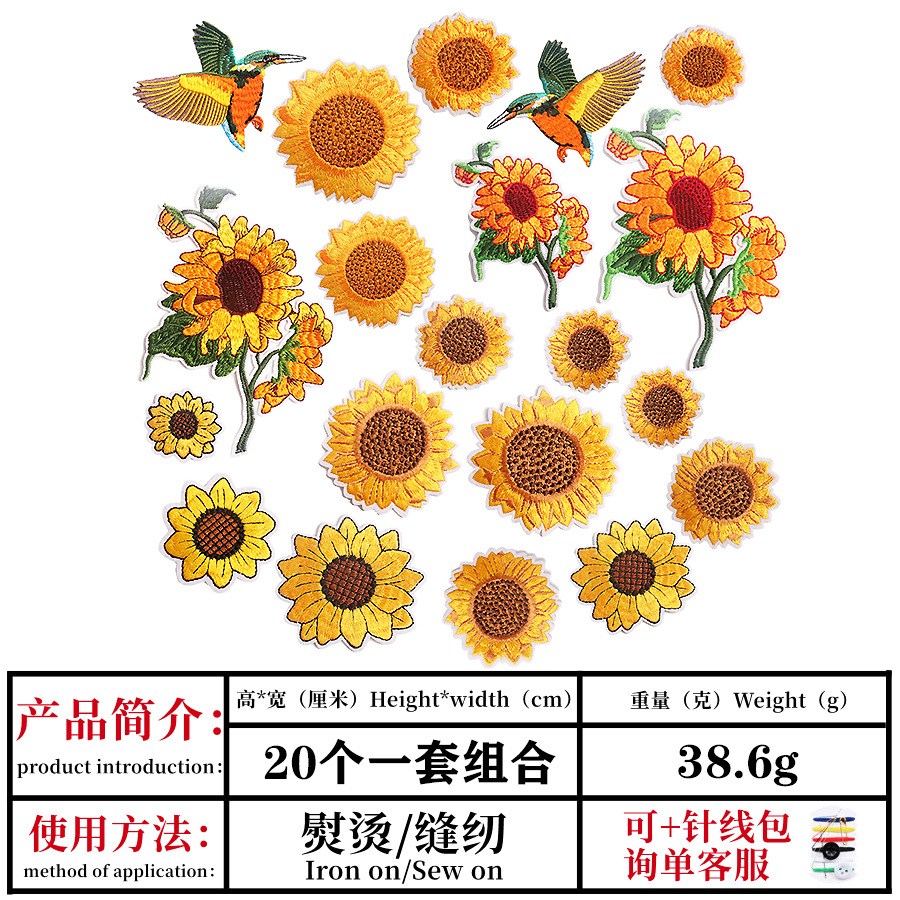 产品简介：
product introduction：
高*宽（厘米）Height*width（cm）
重量（克）Weight（g）
20个一套组合
38.6g
使用方法：
method of application：
熨烫/缝纫
Iron on/Sew on
可+针线包
询单客服